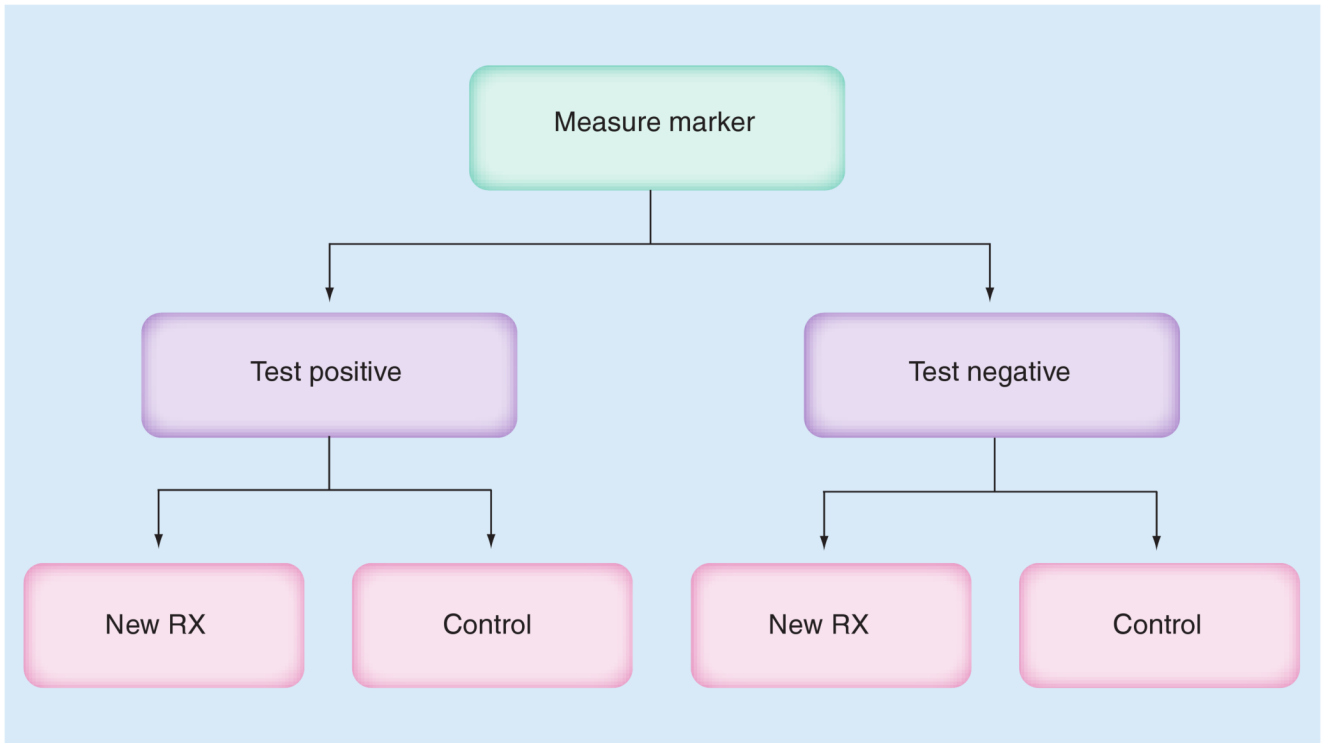 Measure marker
Test positive
Test negative
New RX
Control
New RX
Control